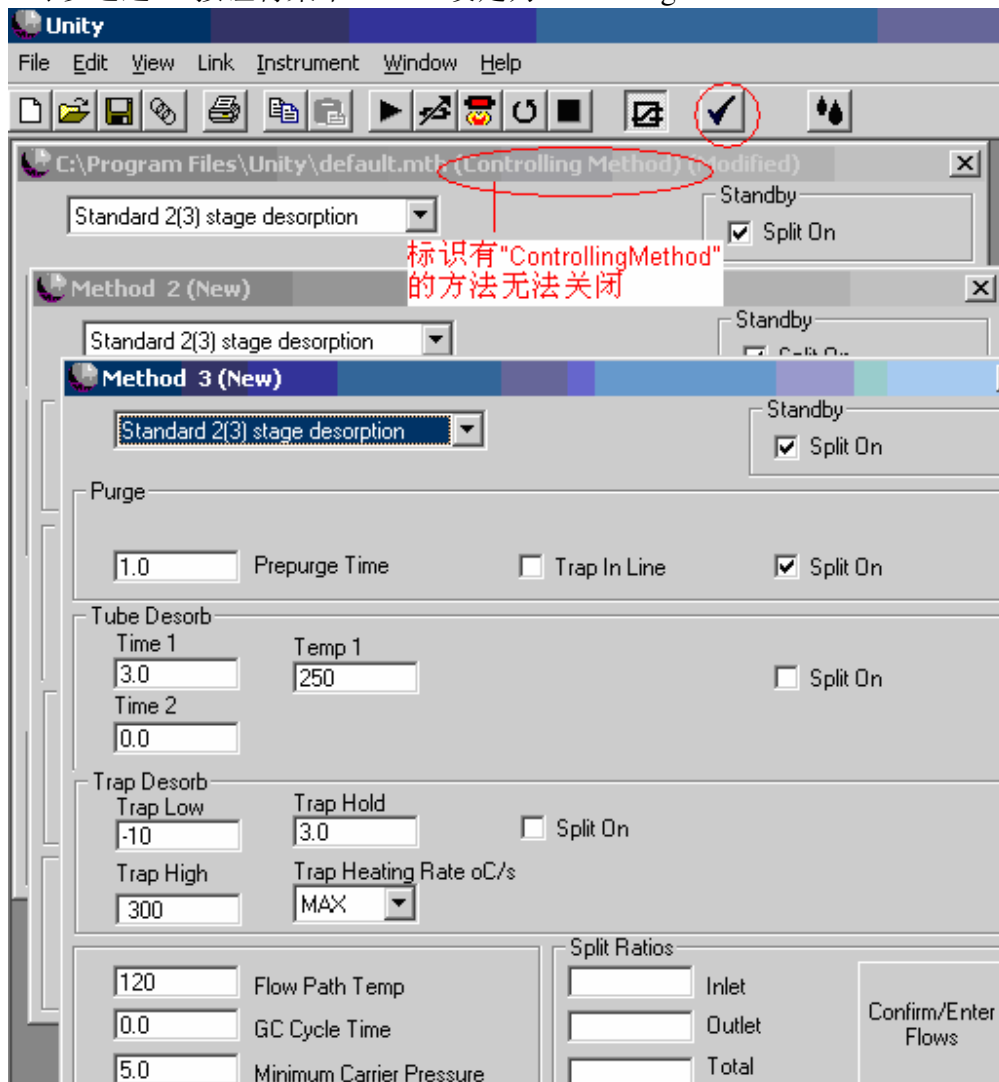 Unity
File Edit View Link Instrument Window Help
C:\Program Files\Unity\default.mth (Controlling Method) (Modified)
Standard 2(3) stage desorption
Standby
Split On
标识有"ControllingMethod"
的方法无法关闭
Method 2 (New)
Standard 2(3) stage desorption
Standby
Method 3 (New)
Standard 2(3) stage desorption
Standby
Split On
Purge
1.0 Prepurge Time Trap In Line Split On
Tube Desorb
Time 1 Temp 1
3.0 250 Split On
Time 2
0.0
Trap Desorb
Trap Low Trap Hold
-10 3.0 Split On
Trap High Trap Heating Rate oC/s
300 MAX
Split Ratios
120 Flow Path Temp Inlet
0.0 GC Cycle Time Outlet
Confirm/Enter
Flows
5.0 Minimum Carrier Pressure Total